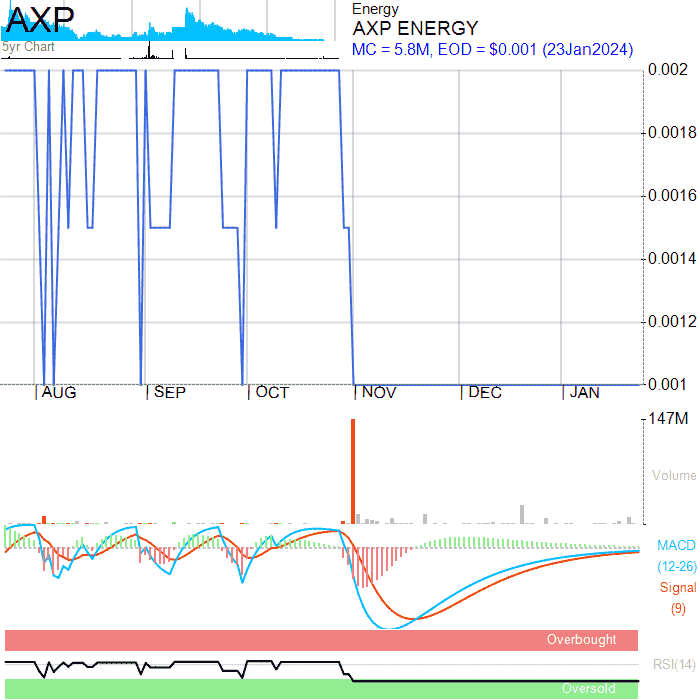 AXP
5yr Chart
Energy
AXP ENERGY
MC = 5.8M, EOD = $0.001 (23Jan2024)
0.002
0.0018
0.0016
0.0014
0.0012
0.001
AUG SEP OCT NOV DEC JAN
147M
Volume
MACD
(12-26)
Signal
(9)
Overbought
RSI(14)
Oversold